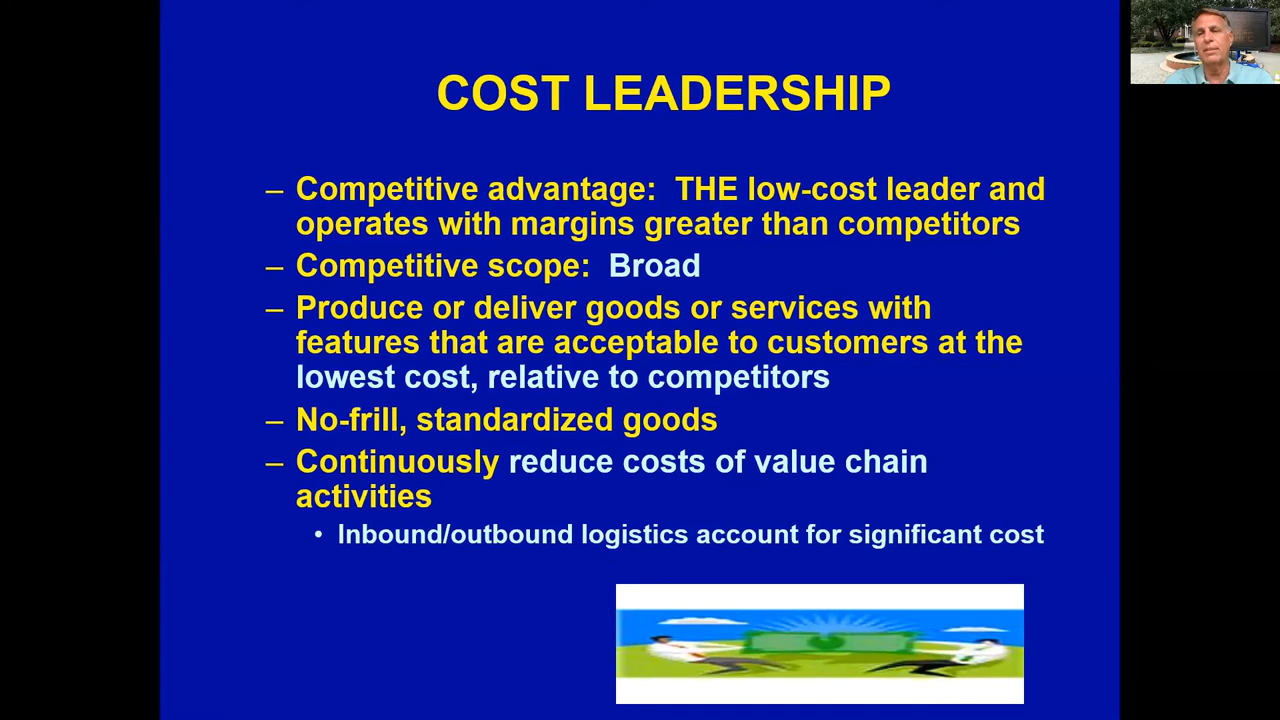 COST LEADERSHIP
– Competitive advantage: THE low-cost leader and
operates with margins greater than competitors
– Competitive scope: Broad
– Produce or deliver goods or services with
features that are acceptable to customers at the
lowest cost, relative to competitors
– No-frill, standardized goods
– Continuously reduce costs of value chain
activities
• Inbound/outbound logistics account for significant cost